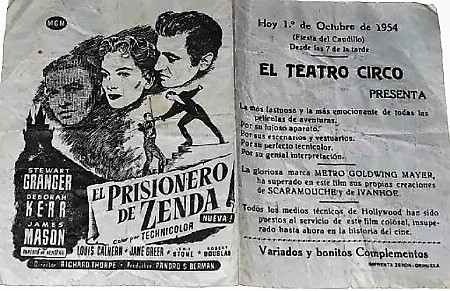 MGM
STEWART
GRANGER
DEBORAH
KERR
JAMES
MASON
EL PRISIONERO
DE ZENDA
NUEVA!
Color por TECHNICOLOR
LOUIS CALHERN JANE GREER STONE ROBERT DOUGLAS
Director RICHARD THORPE Productor PANDRO S. BERMAN
Hoy 1.º de Octubre de 1954
(Fiesta del Caudillo)
Desde las 7 de la tarde
EL TEATRO CIRCO
PRESENTA
La más fastuosa y la más emocionante de todas las
películas de aventuras.
Por su lujoso aparato.
Por sus escenarios y vestuarios.
Por su perfecto tecnicolor.
Por su genial interpretación.
La gloriosa marca METRO GOLDWING MAYER,
ha superado en este film sus propias creaciones
de SCARAMOUCHE y de IVANHOE.
Todos los medios técnicos de Hollywood han sido
puestos al servicio de este film colosal, insupe-
rado hasta ahora en la historia del cine.
Variados y bonitos Complementos
IMPRENTA ZERON.-ORIHUELA